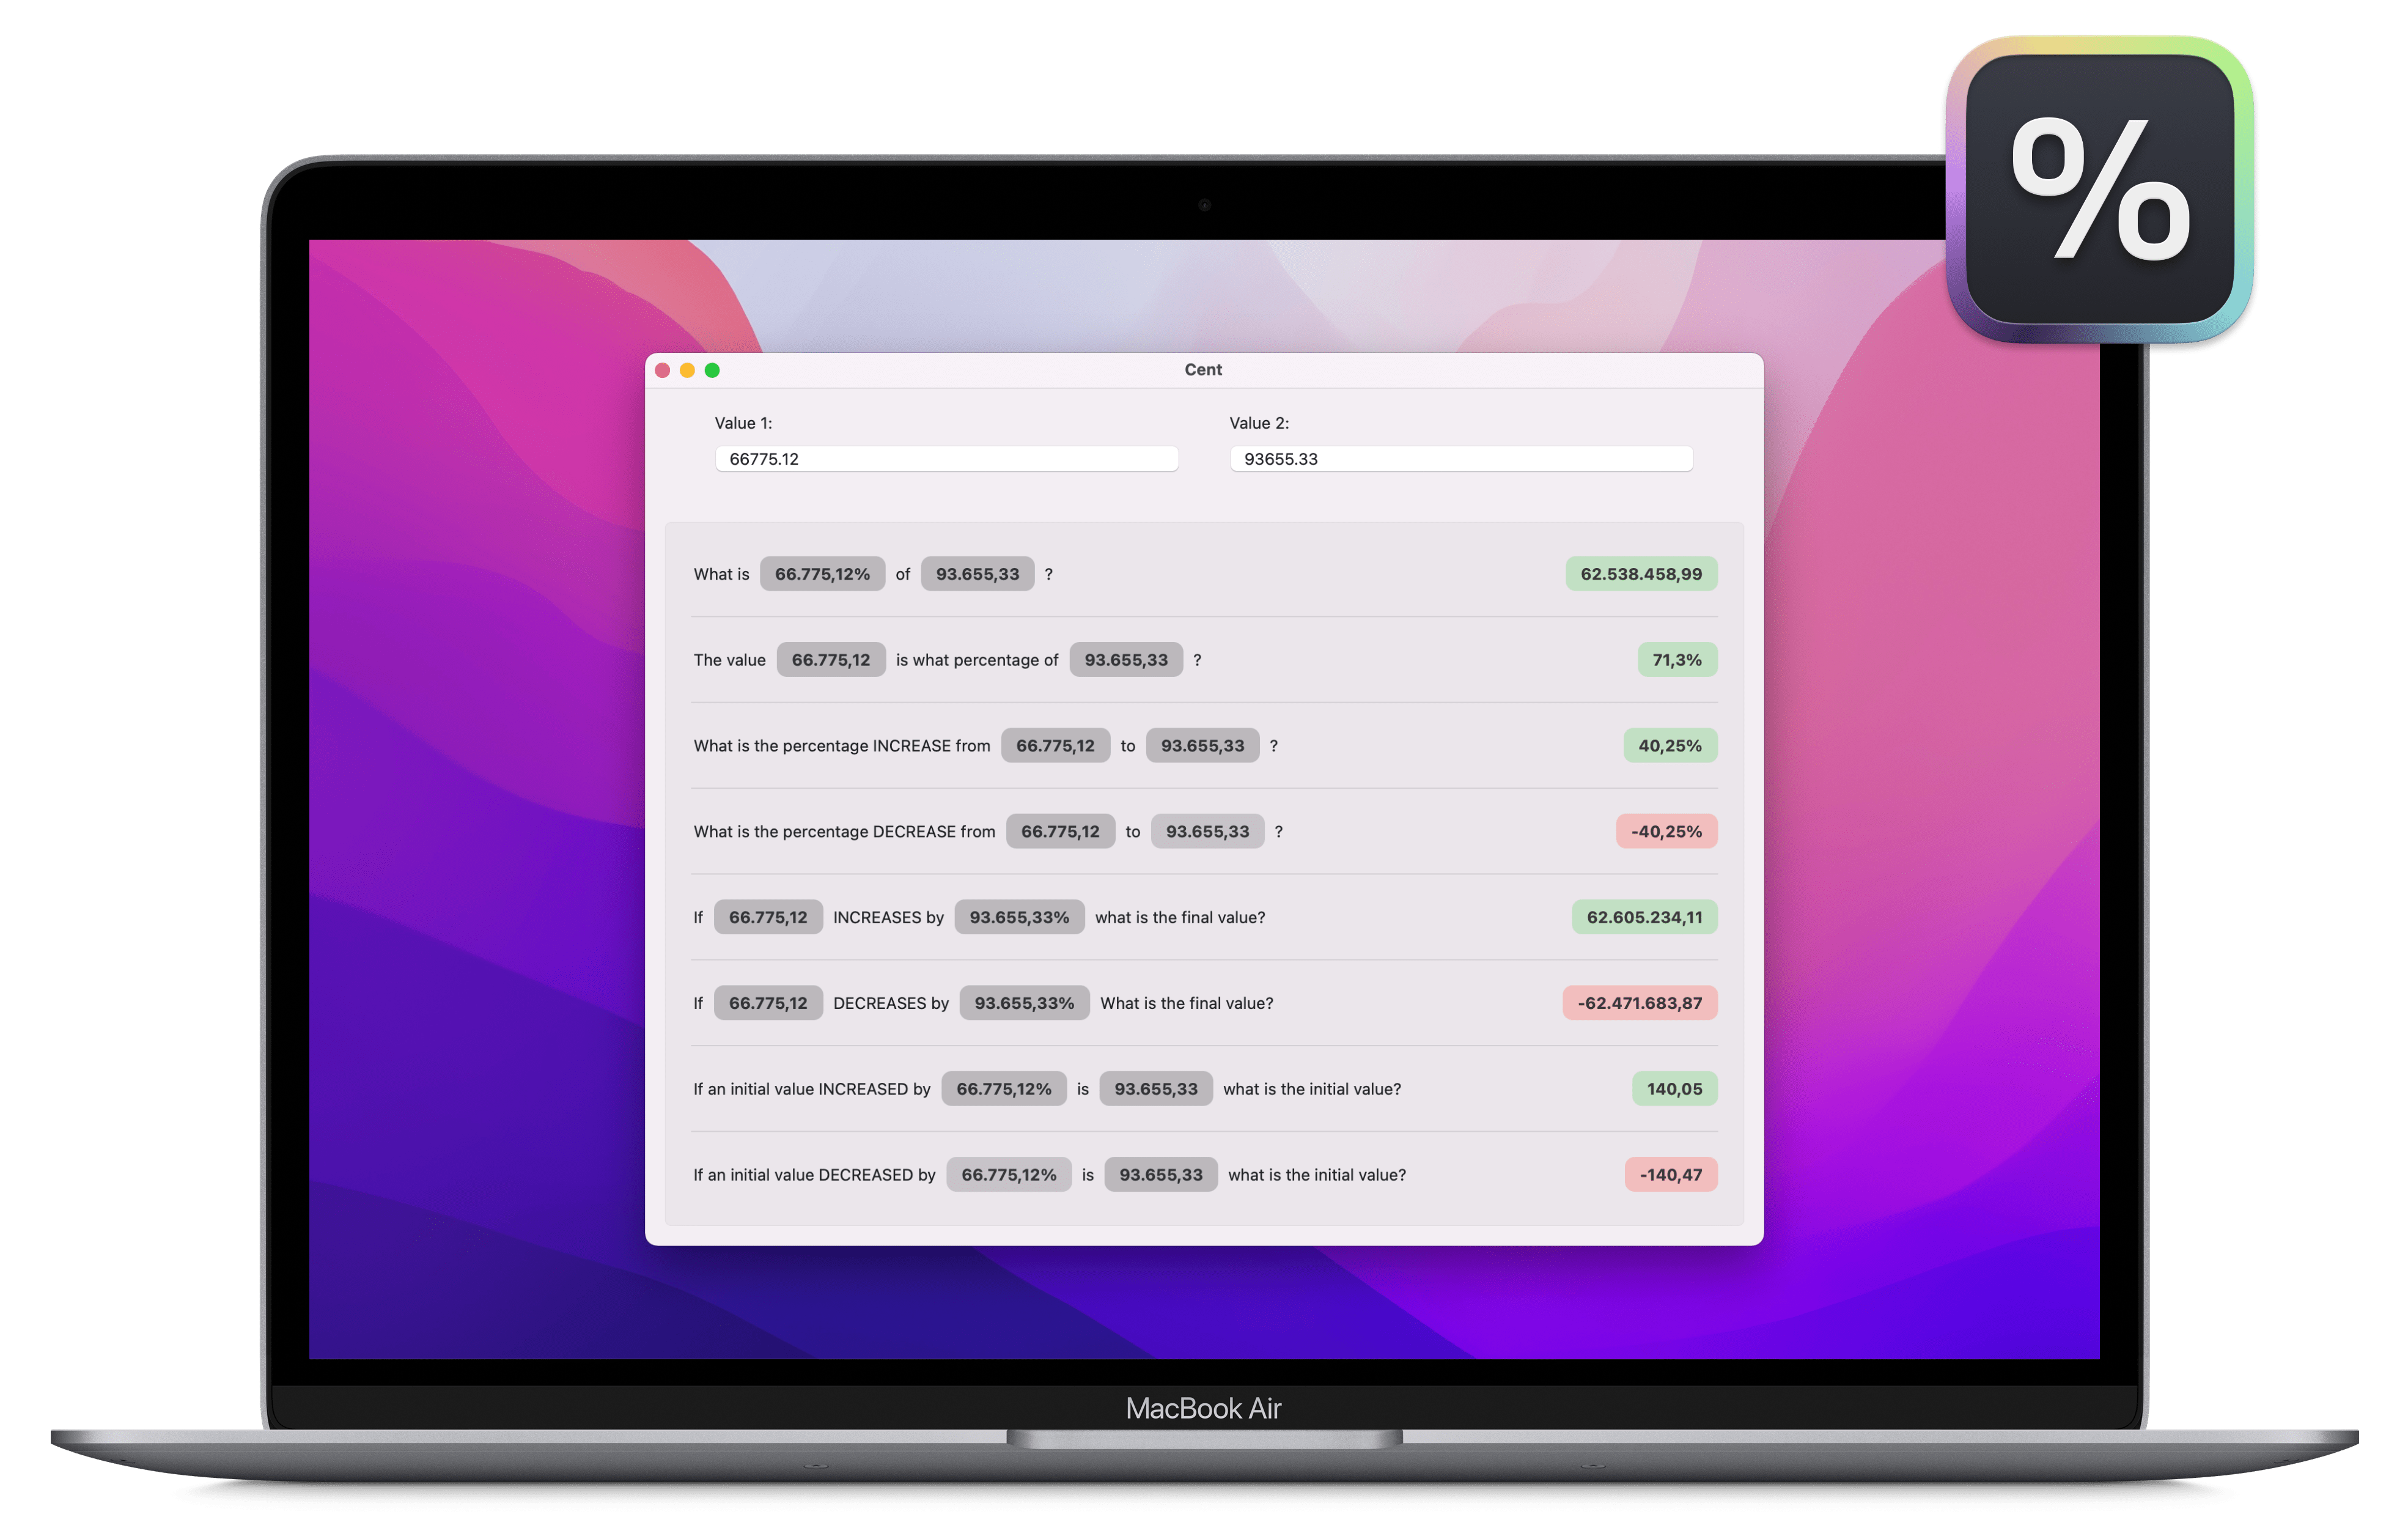 %
Cent
Value 1: Value 2:
66775.12 93655.33
What is 66.775,12% of 93.655,33 ? 62.538.458,99
The value 66.775,12 is what percentage of 93.655,33 ? 71,3%
What is the percentage INCREASE from 66.775,12 to 93.655,33 ? 40,25%
What is the percentage DECREASE from 66.775,12 to 93.655,33 ? -40,25%
If 66.775,12 INCREASES by 93.655,33% what is the final value? 62.605.234,11
If 66.775,12 DECREASES by 93.655,33% What is the final value? -62.471.683,87
If an initial value INCREASED by 66.775,12% is 93.655,33 what is the initial value? 140,05
If an initial value DECREASED by 66.775,12% is 93.655,33 what is the initial value? -140,47
MacBook Air